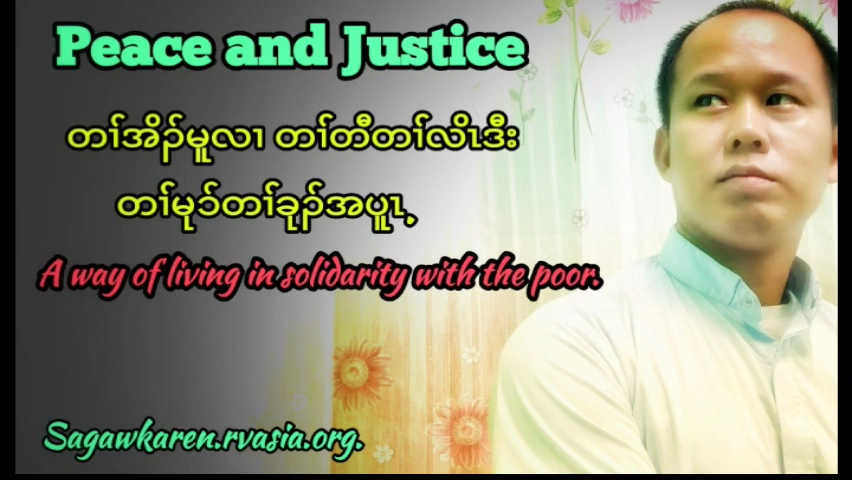 Peace and Justice
တၢ်အိၣ်မူလၢ တၢ်တီတၢ်လိၤဒီး
တၢ်မုာ်တၢ်ခုၣ်အပူၤ.
A way of living in solidarity with the poor.
Sagawkaren.rvasia.org.